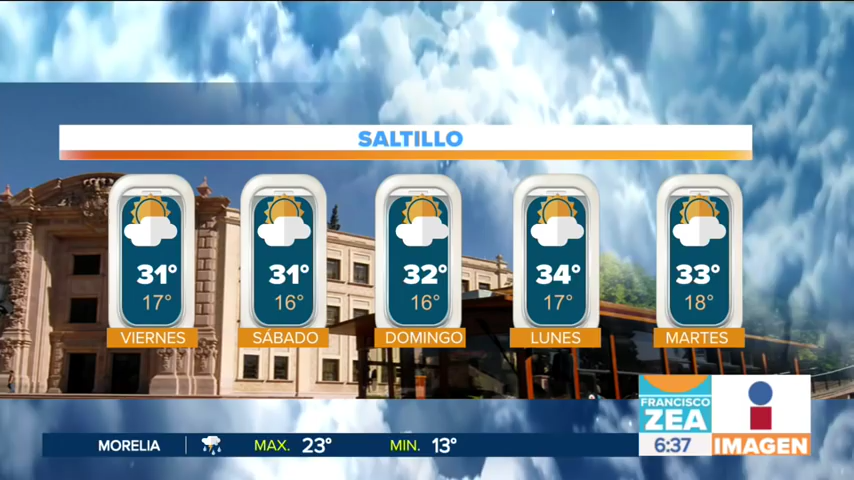 SALTILLO
31° 31° 32° 34° 33°
17° 16° 16° 17° 18°
VIERNES SÁBADO DOMINGO LUNES MARTES
FRANCISCO
ZEA
6:37 IMAGEN
MORELIA MAX. 23° MIN. 13°